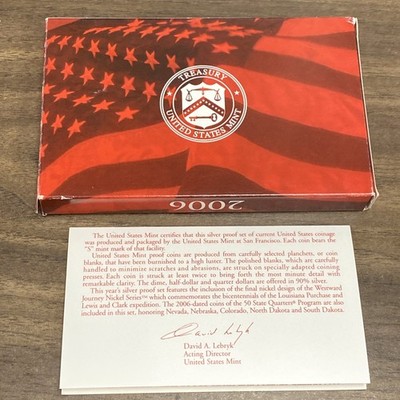 TREASURY
UNITED STATES MINT
2006
The United States Mint certifies that this silver proof set of current United States coinage
was produced and packaged by the United States Mint at San Francisco. Each coin bears the
"S" mint mark of that facility.
United States Mint proof coins are produced from carefully selected planchets, or coin
blanks, that have been burnished to a high luster. The polished blanks, which are carefully
handled to minimize scratches and abrasions, are struck on specially adapted coining
presses. Each coin is struck at least twice to bring forth the most minute detail with
remarkable clarity. The dime, half-dollar and quarter dollars are offered in 90% silver.
This year's silver proof set features the inclusion of the final nickel design of the Westward
Journey Nickel Series™ which commemorates the bicentennials of the Louisiana Purchase and
Lewis and Clark expedition. The 2006-dated coins of the 50 State Quarters® Program are also
included in this set, honoring Nevada, Nebraska, Colorado, North Dakota and South Dakota.
David Lebryk
David A. Lebryk
Acting Director
United States Mint